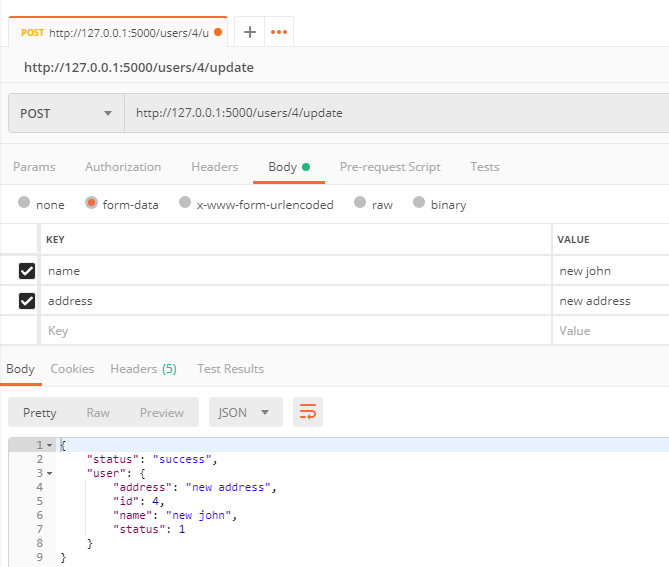 POST http://127.0.0.1:5000/users/4/u
http://127.0.0.1:5000/users/4/update
POST http://127.0.0.1:5000/users/4/update
Params Authorization Headers Body Pre-request Script Tests
none form-data x-www-form-urlencoded raw binary
KEY VALUE
name new john
address new address
Key Value
Body Cookies Headers (5) Test Results
Pretty Raw Preview JSON
1 {
2 "status": "success",
3 "user": {
4 "address": "new address",
5 "id": 4,
6 "name": "new john",
7 "status": 1
8 }
9 }